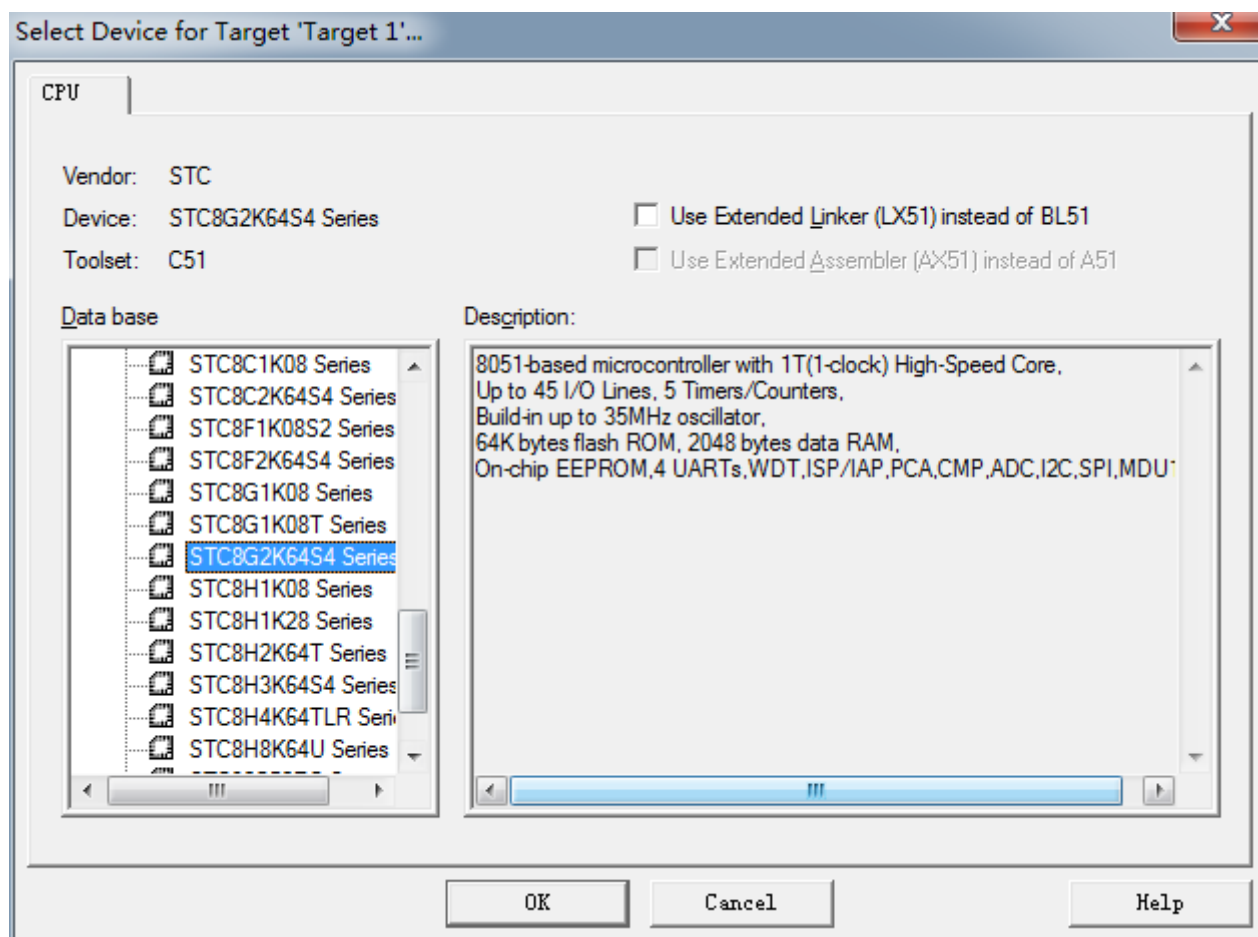 Select Device for Target 'Target 1'...
CPU
Vendor: STC
Device: STC8G2K64S4 Series
Toolset: C51
Use Extended Linker (LX51) instead of BL51
Use Extended Assembler (AX51) instead of A51
Data base
STC8C1K08 Series
STC8C2K64S4 Series
STC8F1K08S2 Series
STC8F2K64S4 Series
STC8G1K08 Series
STC8G1K08T Series
STC8G2K64S4 Series
STC8H1K08 Series
STC8H1K28 Series
STC8H2K64T Series
STC8H3K64S4 Series
STC8H4K64TLR Seri
STC8H8K64U Series
Description:
8051-based microcontroller with 1T(1-clock) High-Speed Core,
Up to 45 I/O Lines, 5 Timers/Counters,
Build-in up to 35MHz oscillator,
64K bytes flash ROM, 2048 bytes data RAM,
On-chip EEPROM,4 UARTs,WDT,ISP/IAP,PCA,CMP,ADC,I2C,SPI,MDU
OK
Cancel
Help